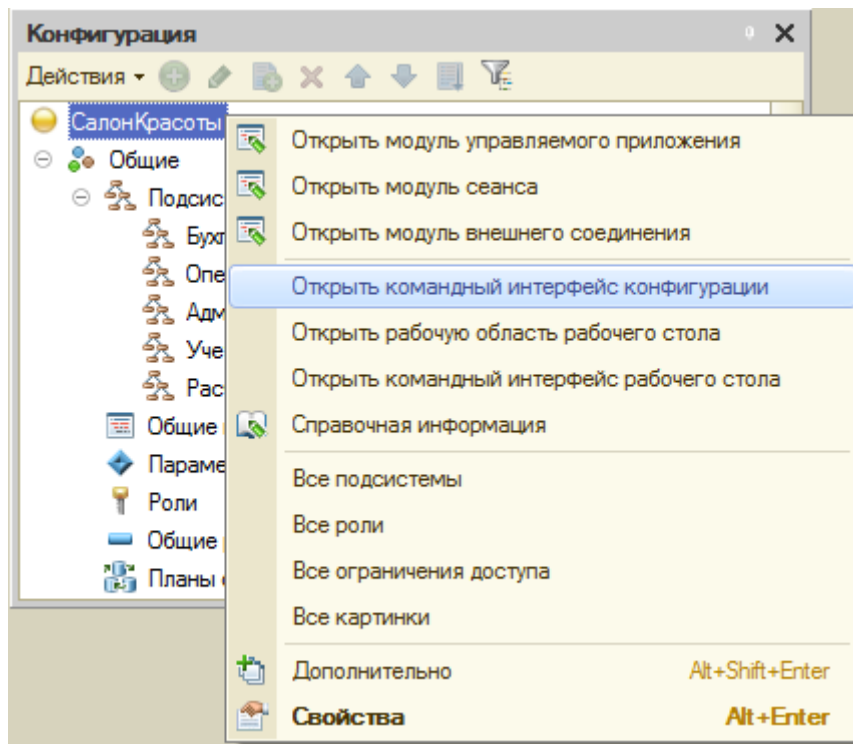 Конфигурация
Действия
СалонКрасоты
Общие
Подсис
Бухг
Опе
Адм
Уче
Рас
Общие
Параме
Роли
Общие
Планы
Открыть модуль управляемого приложения
Открыть модуль сеанса
Открыть модуль внешнего соединения
Открыть командный интерфейс конфигурации
Открыть рабочую область рабочего стола
Открыть командный интерфейс рабочего стола
Справочная информация
Все подсистемы
Все роли
Все ограничения доступа
Все картинки
Дополнительно Alt+Shift+Enter
Свойства Alt+Enter